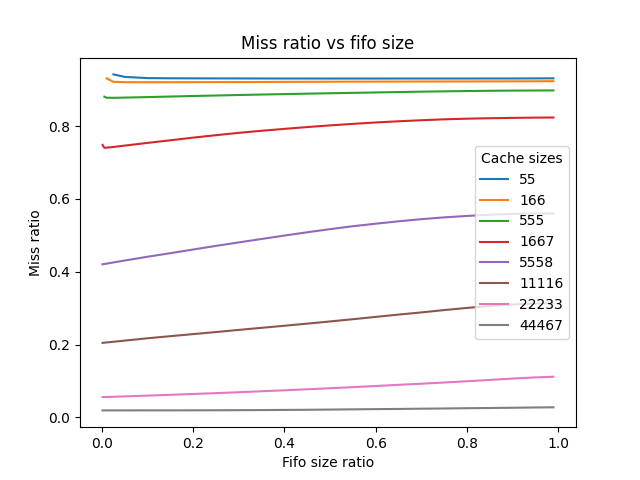 Miss ratio vs fifo size
Miss ratio
0.8
0.6
0.4
0.2
0.0
Cache sizes
55
166
555
1667
5558
11116
22233
44467
0.0 0.2 0.4 0.6 0.8 1.0
Fifo size ratio